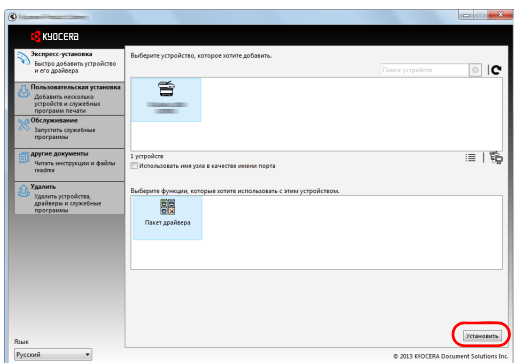 KYOCERA
Экспресс-установка
Быстро добавить устройство
и его драйвера
Пользовательская установка
Добавить несколько
устройств и служебных
программ печати
Обслуживание
Запустить служебные
программы
другие документы
Читать инструкции и файлы
readme
Удалить
Удалить устройства,
драйверы и служебные
программы
Язык
Русский
Выберите устройство, которое хотите добавить.
Поиск устройств
1 устройств
Использовать имя узла в качестве имени порта
Выберите функции, которые хотите использовать с этим устройством.
Пакет драйвера
Установить
© 2013 KYOCERA Document Solutions Inc.